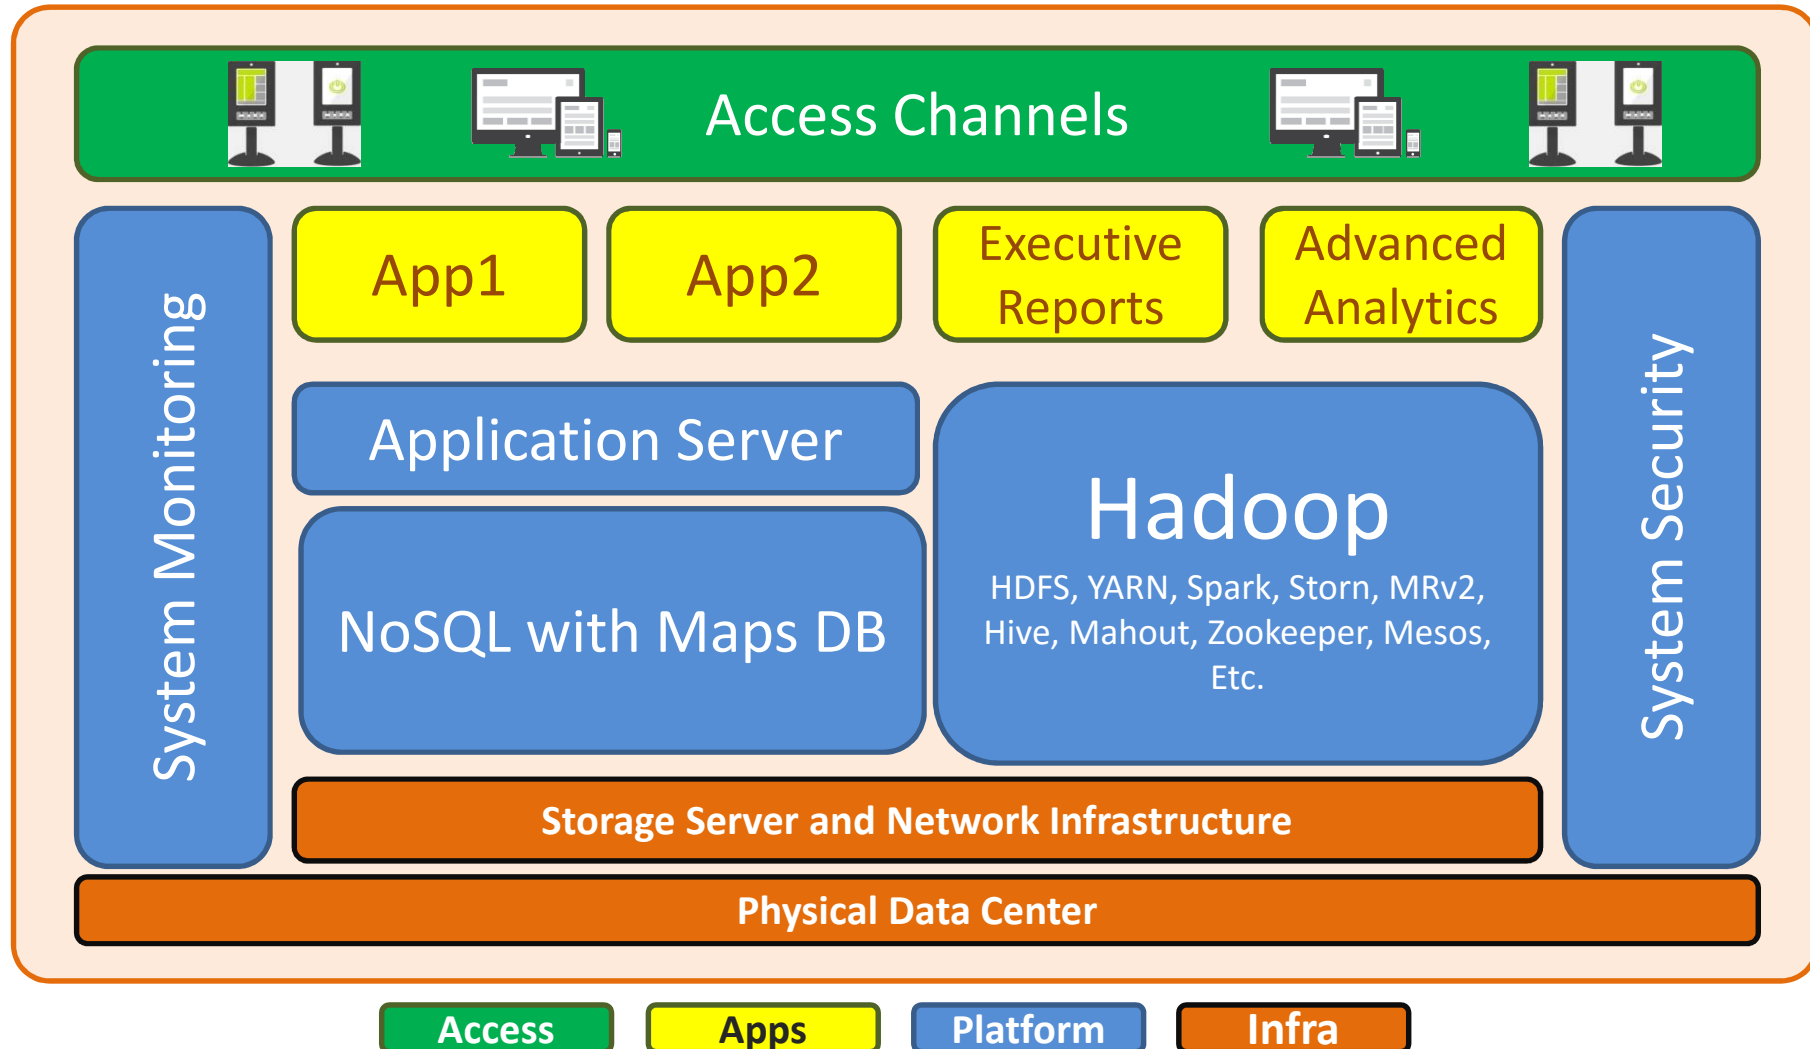 Access Channels
System Monitoring
App1
App2
Executive
Reports
Advanced
Analytics
System Security
Application Server
NoSQL with Maps DB
Hadoop
HDFS, YARN, Spark, Storn, MRv2,
Hive, Mahout, Zookeeper, Mesos,
Etc.
Storage Server and Network Infrastructure
Physical Data Center
Access
Apps
Platform
Infra